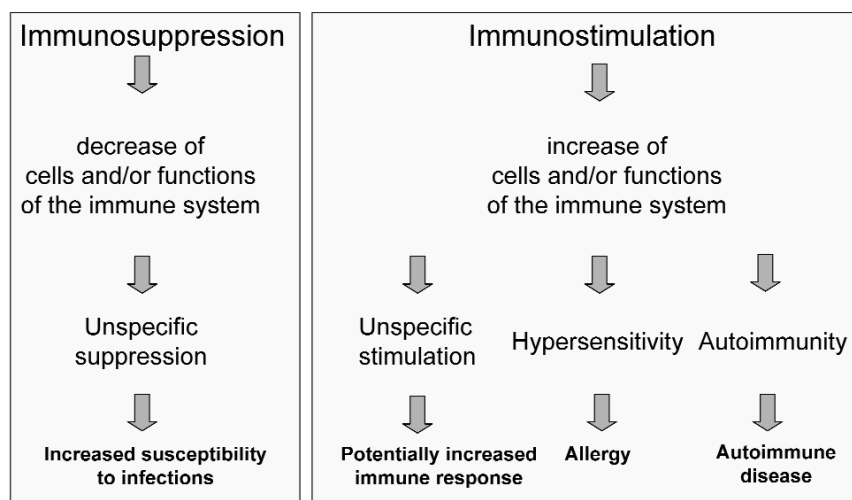 Immunosuppression
decrease of
cells and/or functions
of the immune system
Unspecific
suppression
Increased susceptibility
to infections
Immunostimulation
increase of
cells and/or functions
of the immune system
Unspecific
stimulation
Hypersensitivity
Autoimmunity
Potentially increased
immune response
Allergy
Autoimmune
disease